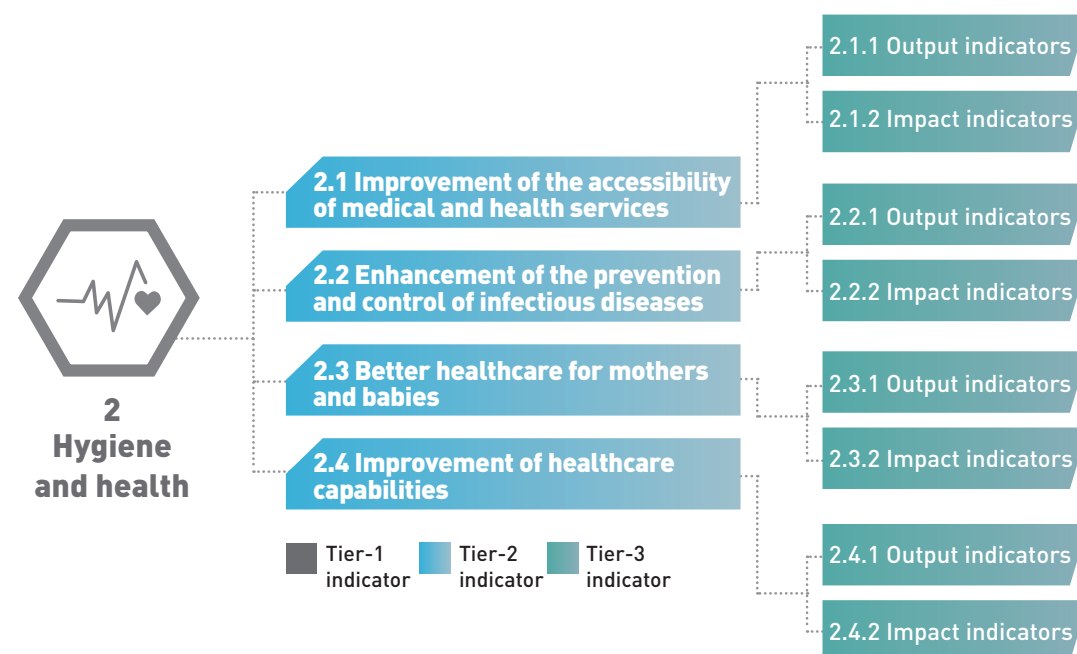 2
Hygiene
and health
2.1 Improvement of the accessibility
of medical and health services
2.1.1 Output indicators
2.1.2 Impact indicators
2.2 Enhancement of the prevention
and control of infectious diseases
2.2.1 Output indicators
2.2.2 Impact indicators
2.3 Better healthcare for mothers
and babies
2.3.1 Output indicators
2.3.2 Impact indicators
2.4 Improvement of healthcare
capabilities
2.4.1 Output indicators
2.4.2 Impact indicators
Tier-1
indicator
Tier-2
indicator
Tier-3
indicator